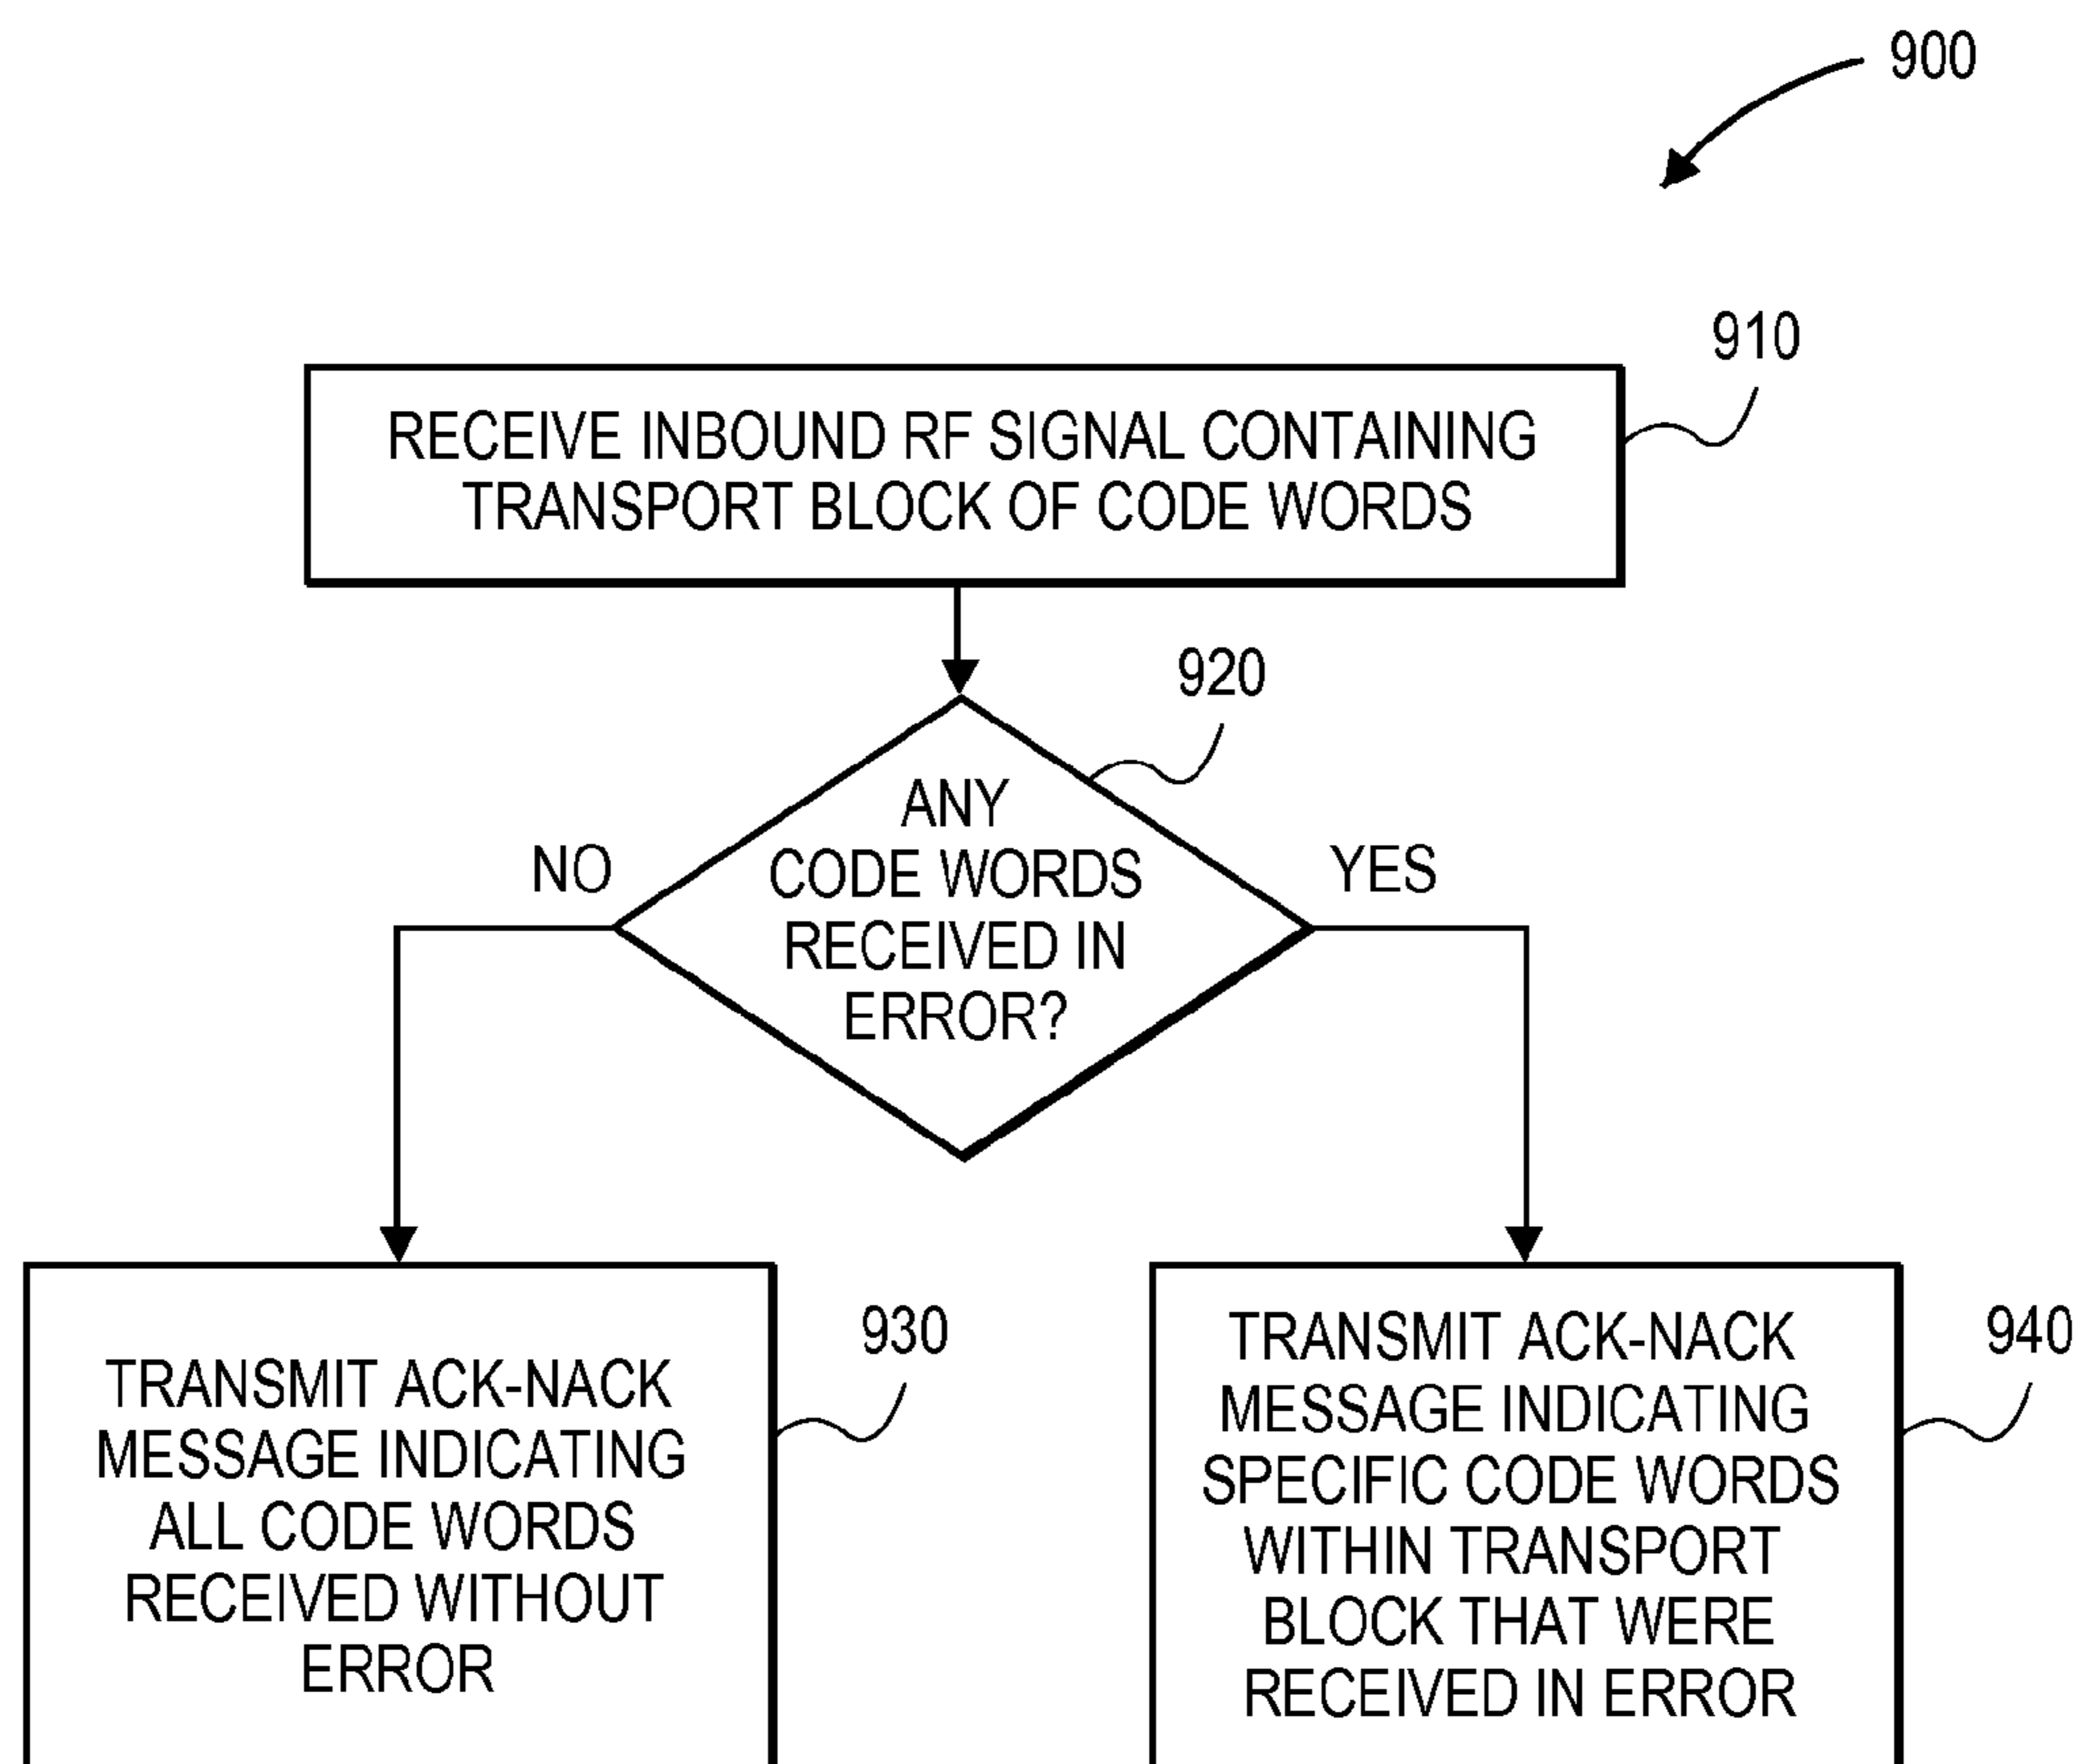 900
910
RECEIVE INBOUND RF SIGNAL CONTAINING
TRANSPORT BLOCK OF CODE WORDS
920
ANY
CODE WORDS
RECEIVED IN
ERROR?
NO
YES
930
TRANSMIT ACK-NACK
MESSAGE INDICATING
ALL CODE WORDS
RECEIVED WITHOUT
ERROR
940
TRANSMIT ACK-NACK
MESSAGE INDICATING
SPECIFIC CODE WORDS
WITHIN TRANSPORT
BLOCK THAT WERE
RECEIVED IN ERROR